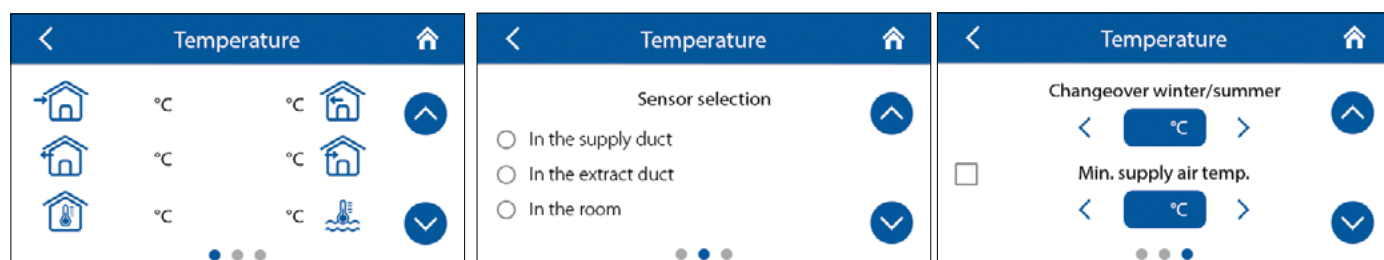 Temperature
°C °C
°C °C
°C °C
Temperature
Sensor selection
In the supply duct
In the extract duct
In the room
Temperature
Changeover winter/summer
°C
Min. supply air temp.
°C